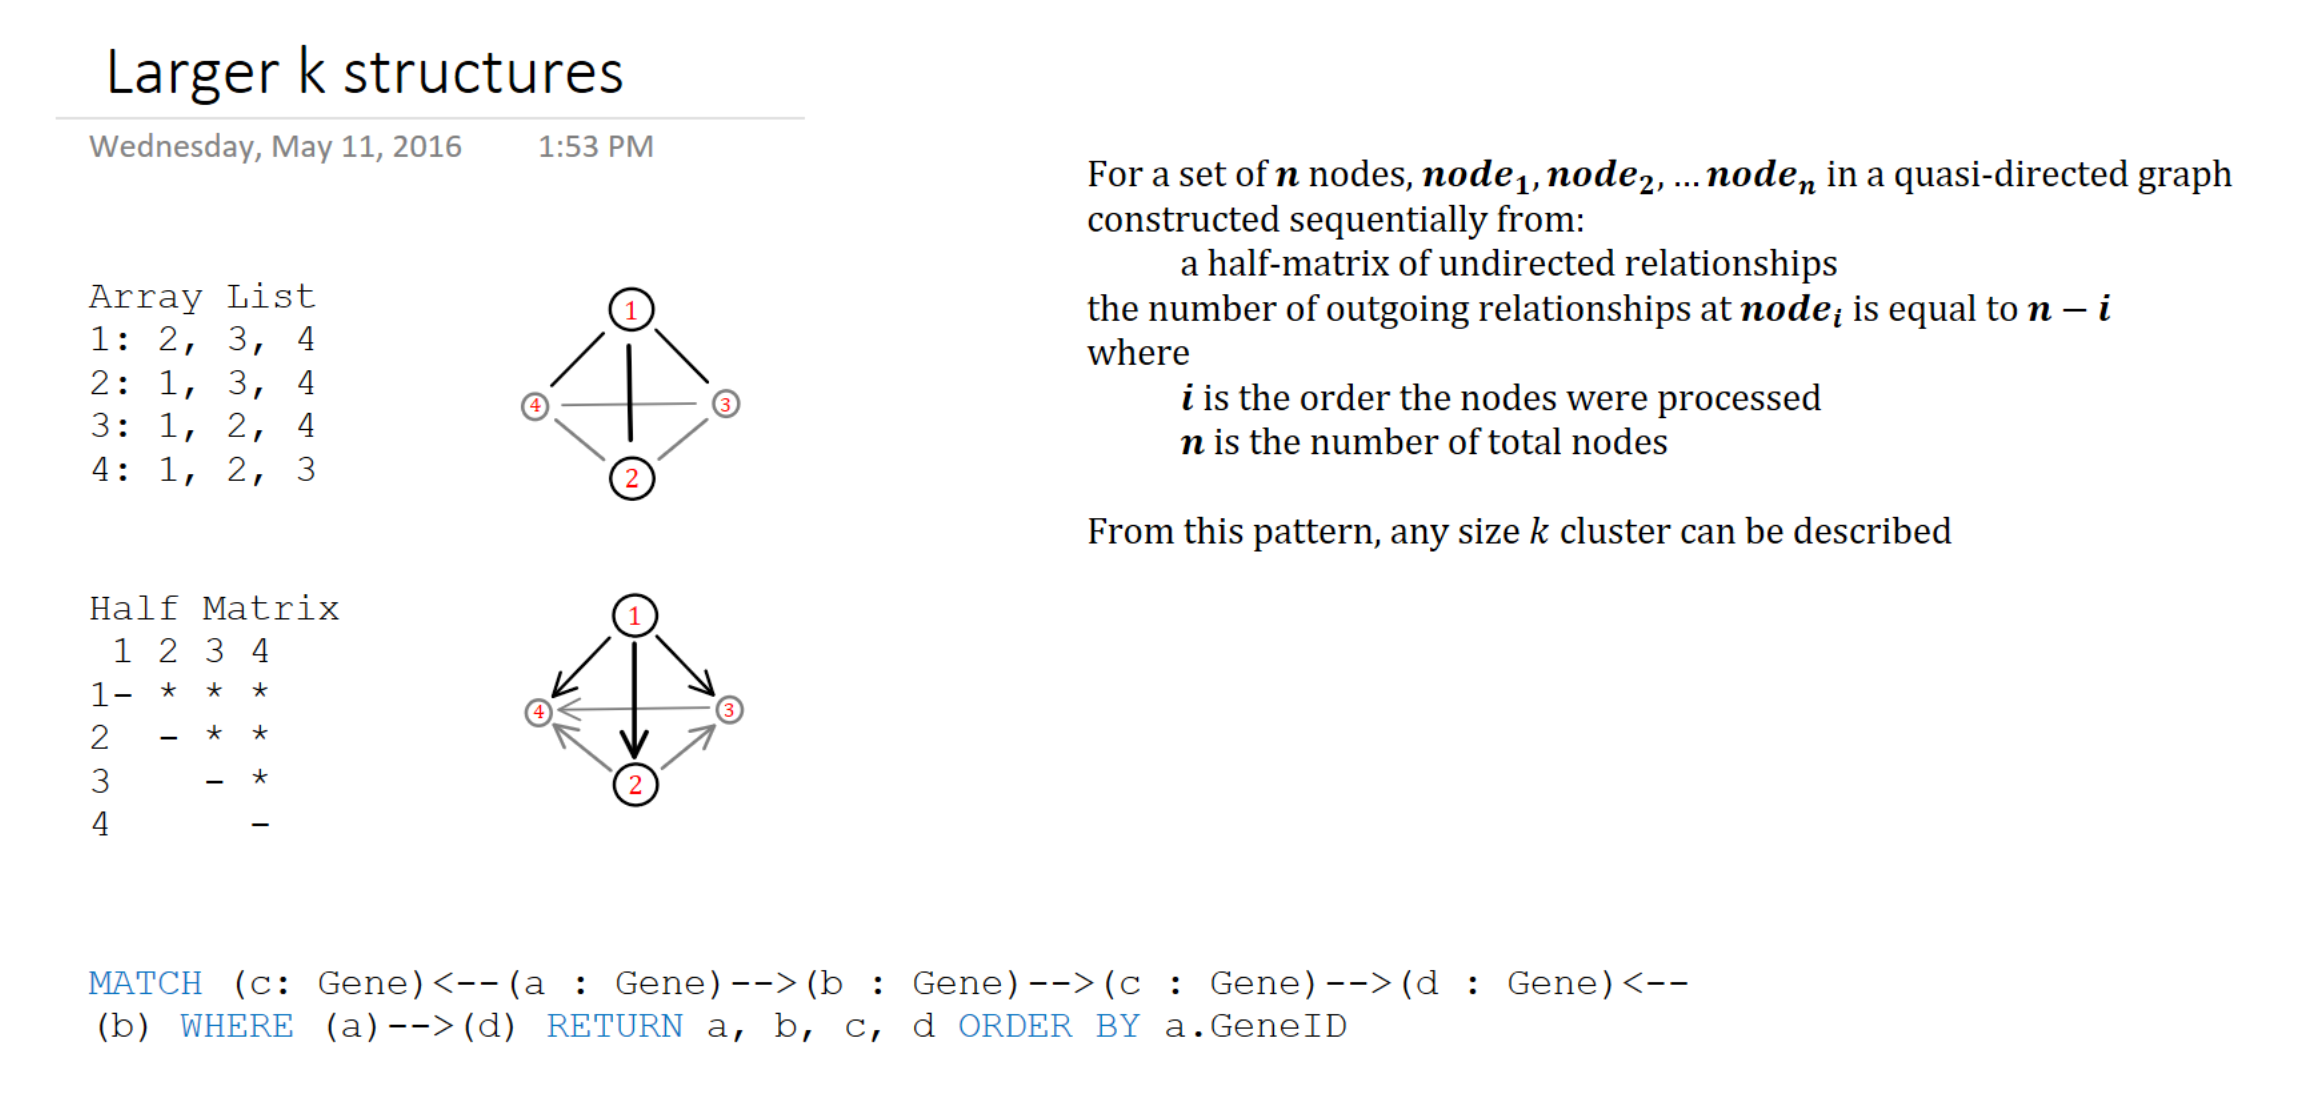 Larger k structures
Wednesday, May 11, 2016 1:53 PM
Array List
1: 2, 3, 4
2: 1, 3, 4
3: 1, 2, 4
4: 1, 2, 3
1
4
3
2
Half Matrix
1 2 3 4
1- * * *
2 - * *
3 - *
4 -
1
4
3
2
For a set of n nodes, node₁, node₂, ... nodeₙ in a quasi-directed graph
constructed sequentially from:
a half-matrix of undirected relationships
the number of outgoing relationships at nodeᵢ is equal to n − i
where
i is the order the nodes were processed
n is the number of total nodes
From this pattern, any size k cluster can be described
MATCH (c: Gene)<--(a : Gene)-->(b : Gene)-->(c : Gene)-->(d : Gene)<--
(b) WHERE (a)-->(d) RETURN a, b, c, d ORDER BY a.GeneID